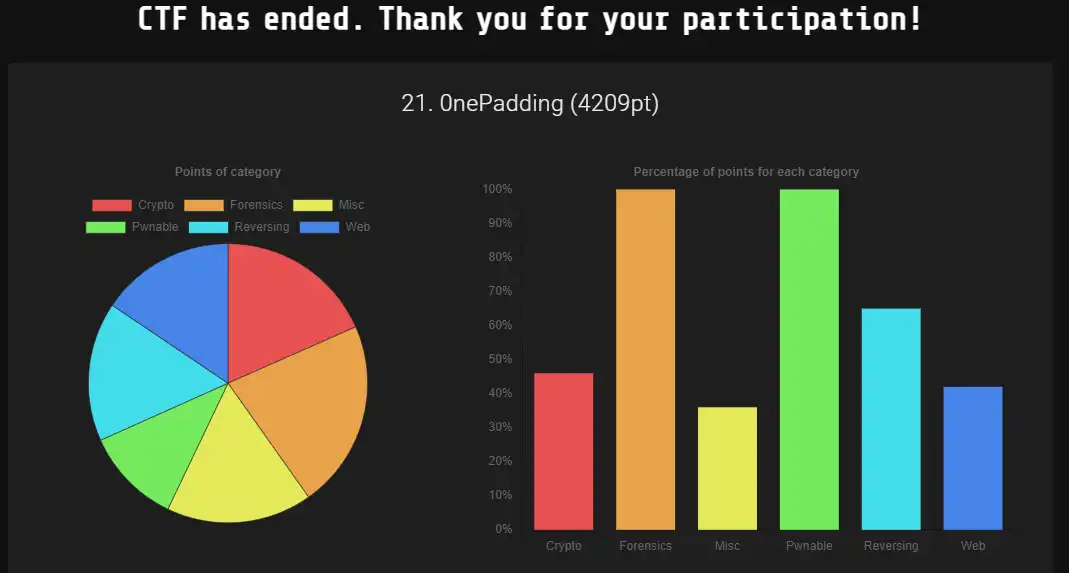 CTF has ended. Thank you for your participation!
21. 0nePadding (4209pt)
Points of category
Crypto Forensics Misc
Pwnable Reversing Web
Percentage of points for each category
100%
90%
80%
70%
60%
50%
40%
30%
20%
10%
0%
Crypto Forensics Misc Pwnable Reversing Web